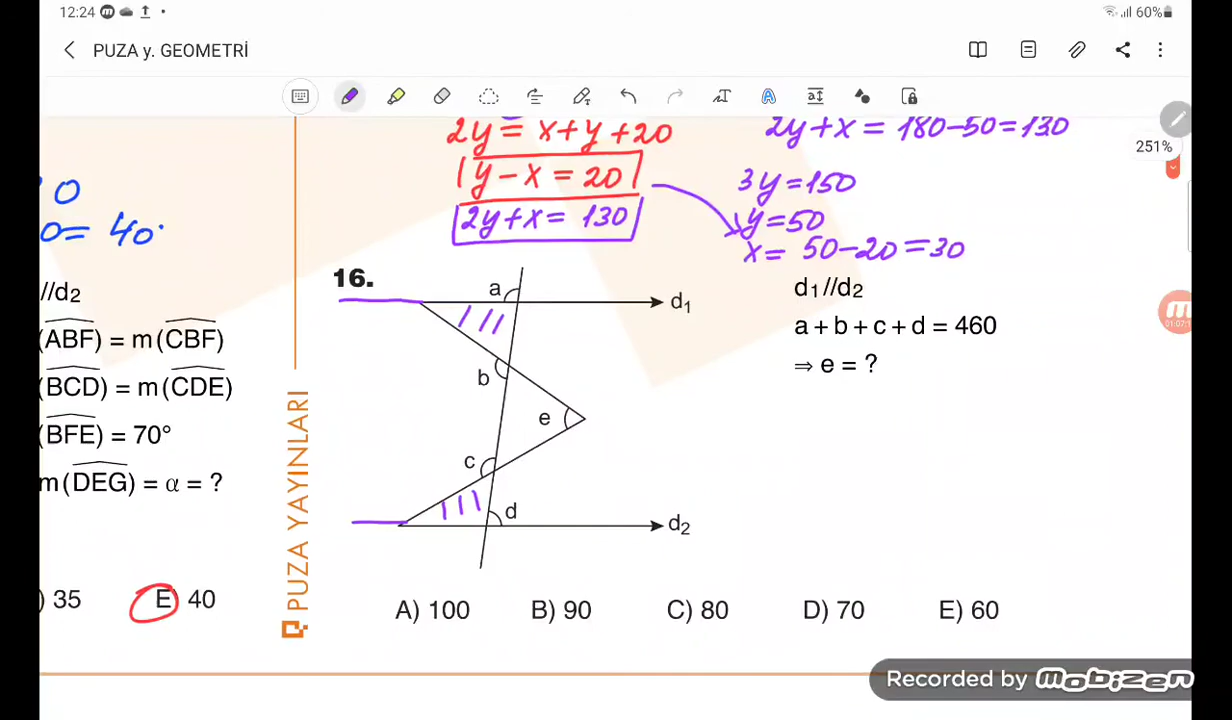 12:24
60%
PUZA y. GEOMETRİ
251%
2y = x+y+20
y-x = 20
2y+x = 130
2y+x = 180-50=130
3y=150
y=50
x= 50-20=30
0
0= 40
//d2
(ABF) = m(CBF)
(BCD) = m(CDE)
(BFE) = 70°
m(DEG) = α = ?
) 35
E) 40
PUZA YAYINLARI
16.
a
d1
b
e
c
d
d2
d1//d2
a + b + c + d = 460
⇒ e = ?
A) 100 B) 90 C) 80 D) 70 E) 60
Recorded by mobizen